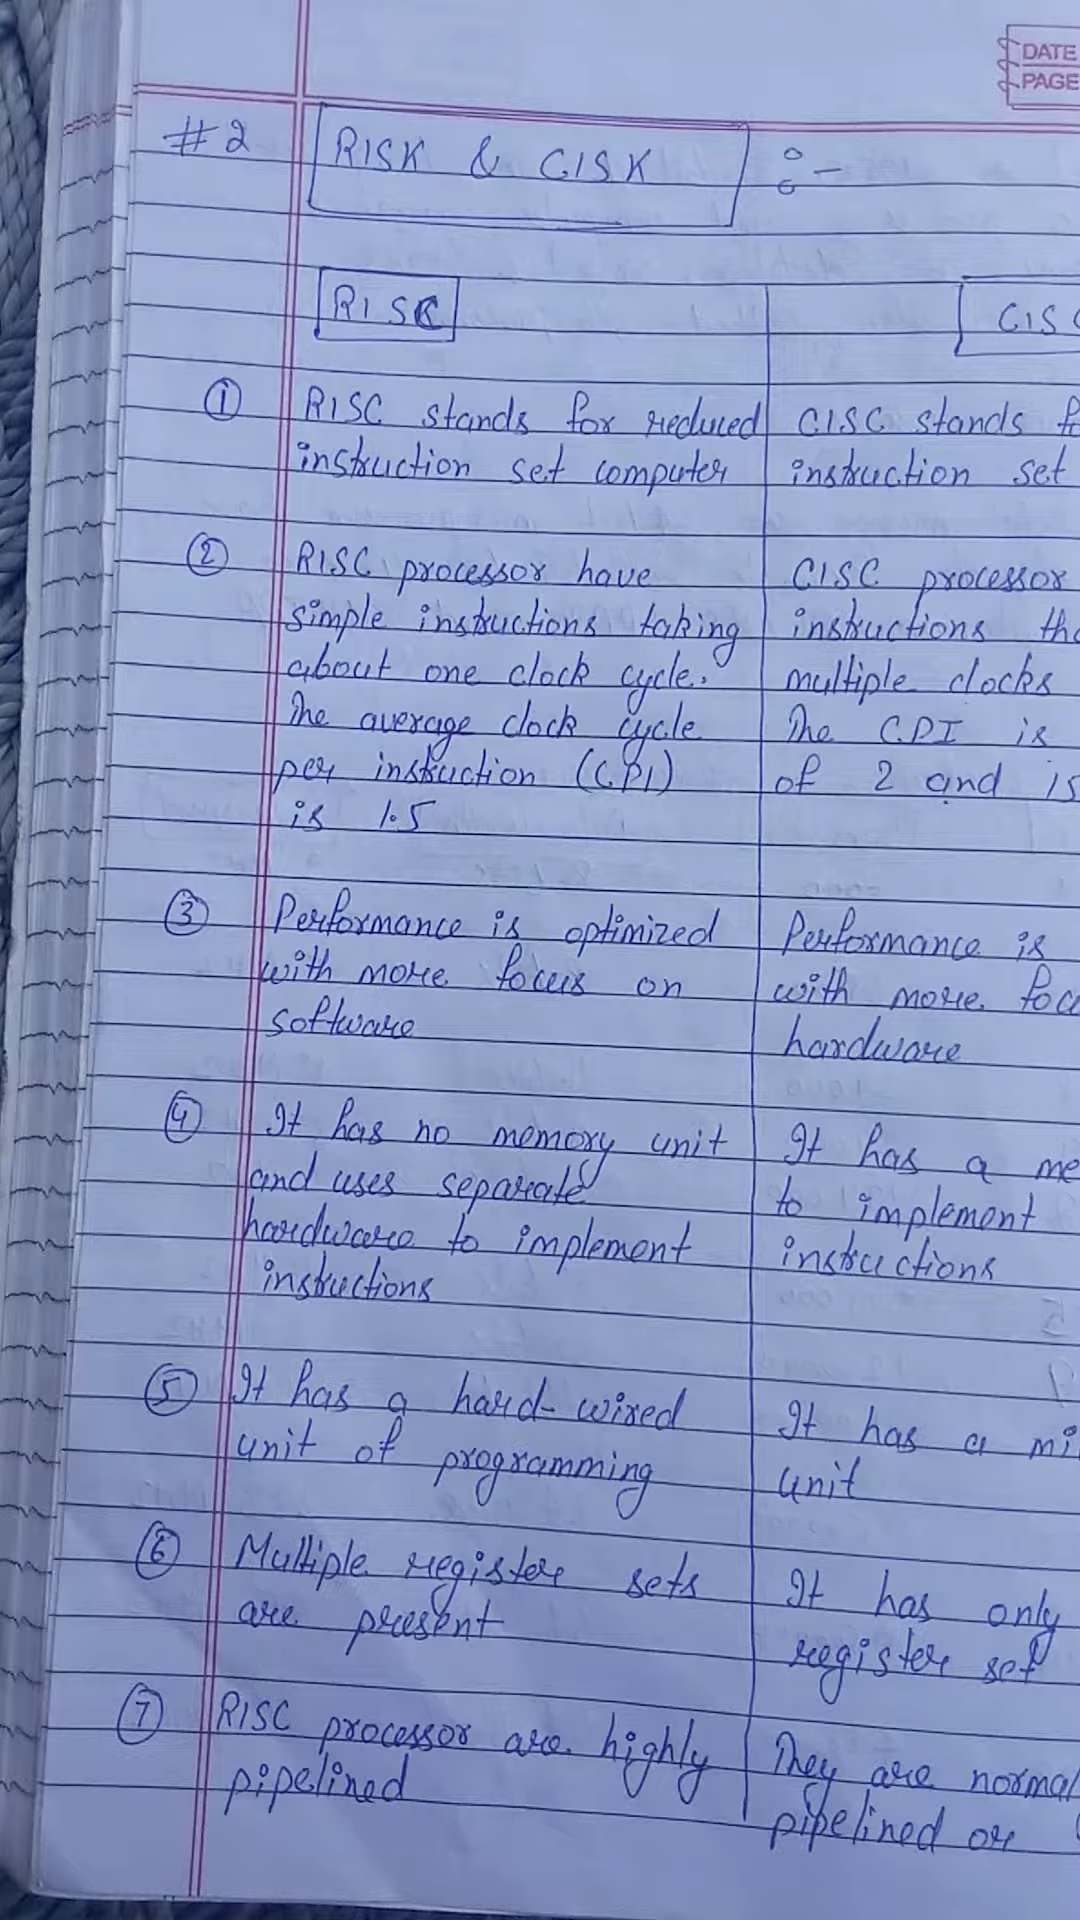 DATE
PAGE
#2 RISK & CISK :-
RISC
CIS
① RISC stands for reduced
instruction set computer
CISC stands
instruction set
② RISC processor have
simple instructions taking
about one clock cycle.
The average clock cycle
per instruction (CPI)
is 1.5
CISC processor
instructions
multiple clocks
The CPI is
of 2 and is
③ Performance is optimized
with more focus on
software
Performance is
with more
hardware
④ It has no memory unit
and uses separate
hardware to implement
instructions
It has a me
to implement
instructions
⑤ It has a hard-wired
unit of programming
It has a mi
unit
⑥ Multiple register sets
are present
It has only
register set
⑦ RISC processor are highly
pipelined
They are normal
pipelined or